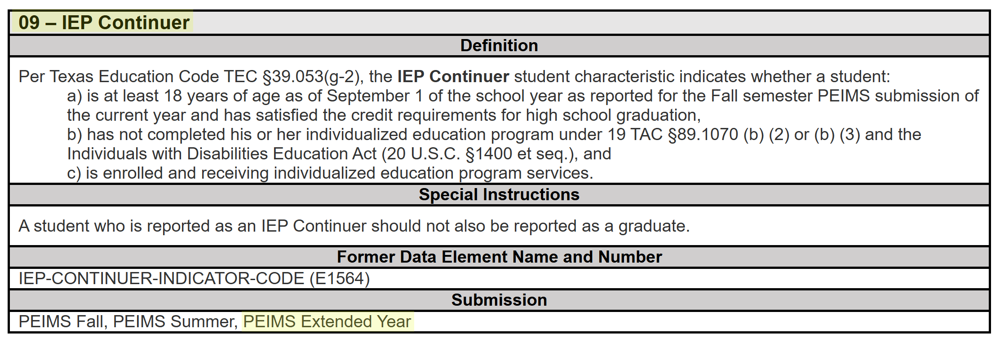 09 – IEP Continuer
Definition
Per Texas Education Code TEC §39.053(g-2), the IEP Continuer student characteristic indicates whether a student:
a) is at least 18 years of age as of September 1 of the school year as reported for the Fall semester PEIMS submission of
the current year and has satisfied the credit requirements for high school graduation,
b) has not completed his or her individualized education program under 19 TAC §89.1070 (b) (2) or (b) (3) and the
Individuals with Disabilities Education Act (20 U.S.C. §1400 et seq.), and
c) is enrolled and receiving individualized education program services.
Special Instructions
A student who is reported as an IEP Continuer should not also be reported as a graduate.
Former Data Element Name and Number
IEP-CONTINUER-INDICATOR-CODE (E1564)
Submission
PEIMS Fall, PEIMS Summer, PEIMS Extended Year